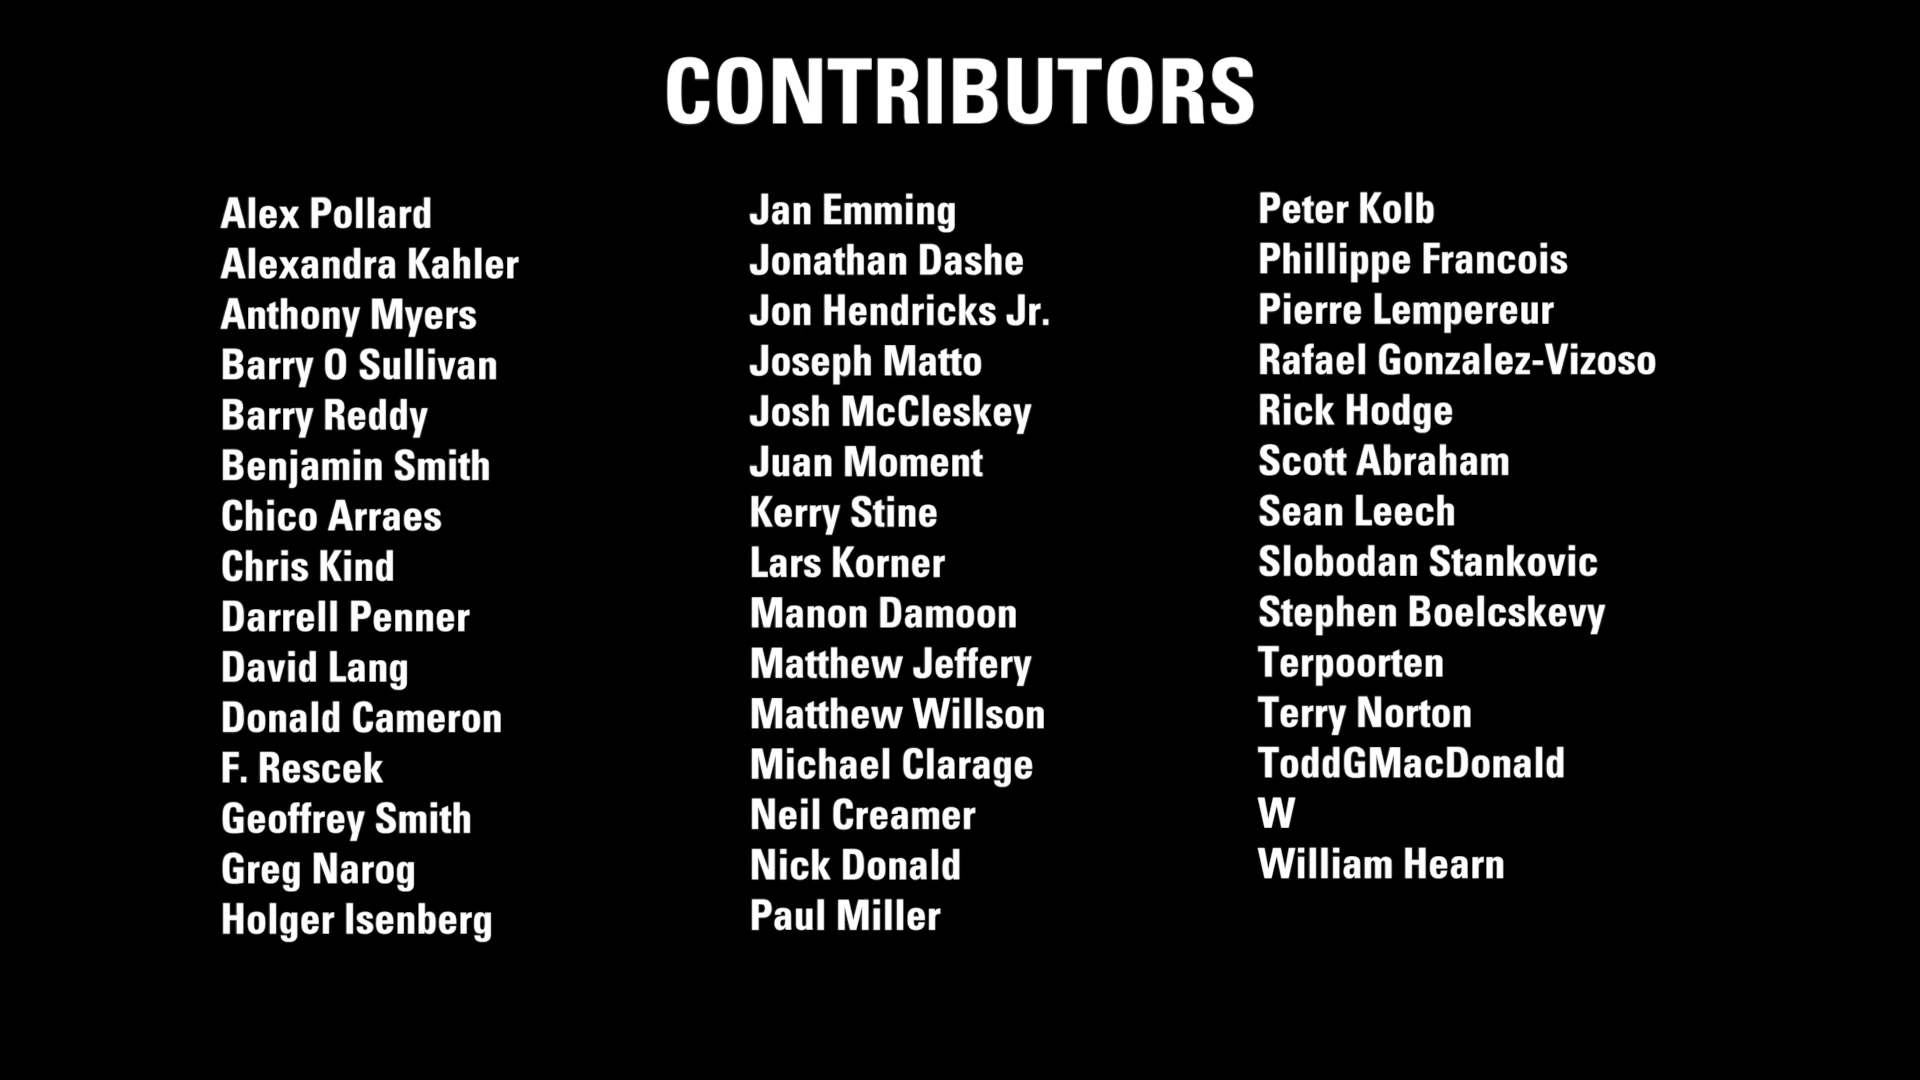 CONTRIBUTORS
Alex Pollard
Alexandra Kahler
Anthony Myers
Barry O Sullivan
Barry Reddy
Benjamin Smith
Chico Arraes
Chris Kind
Darrell Penner
David Lang
Donald Cameron
F. Rescek
Geoffrey Smith
Greg Narog
Holger Isenberg
Jan Emming
Jonathan Dashe
Jon Hendricks Jr.
Joseph Matto
Josh McCleskey
Juan Moment
Kerry Stine
Lars Korner
Manon Damoon
Matthew Jeffery
Matthew Willson
Michael Clarage
Neil Creamer
Nick Donald
Paul Miller
Peter Kolb
Phillippe Francois
Pierre Lempereur
Rafael Gonzalez-Vizoso
Rick Hodge
Scott Abraham
Sean Leech
Slobodan Stankovic
Stephen Boelcskevy
Terpoorten
Terry Norton
ToddGMacDonald
W
William Hearn